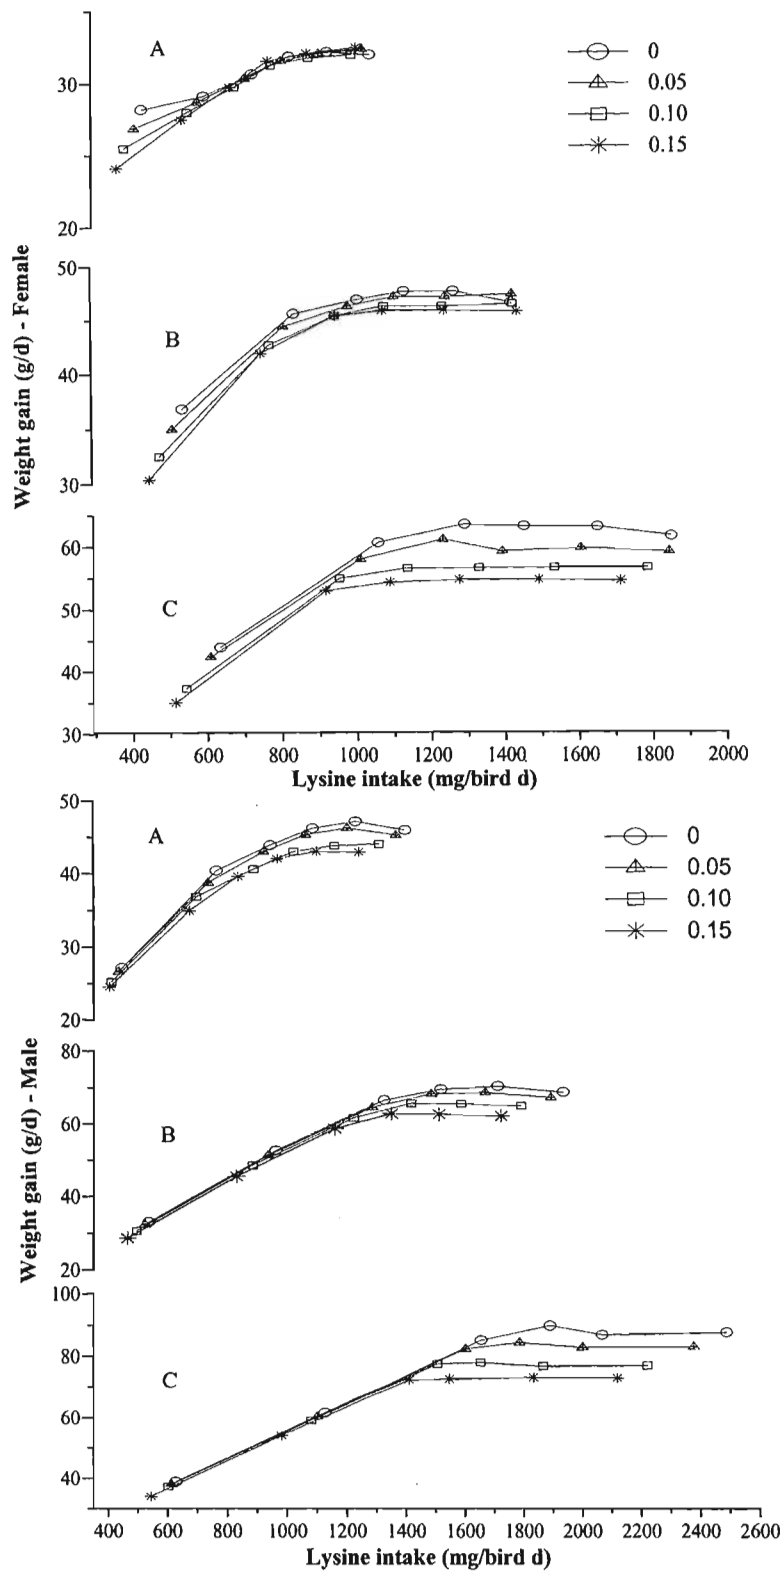 A
0
0.05
0.10
0.15
30
20
Weight gain (g/d) - Female
50
B
40
30
60
50
C
40
30
400 600 800 1000 1200 1400 1600 1800 2000
Lysine intake (mg/bird d)
50
A
0
0.05
0.10
0.15
40
30
20
Weight gain (g/d) - Male
80
B
60
40
20
100
80
C
60
40
400 600 800 1000 1200 1400 1600 1800 2000 2200 2400 2600
Lysine intake (mg/bird d)